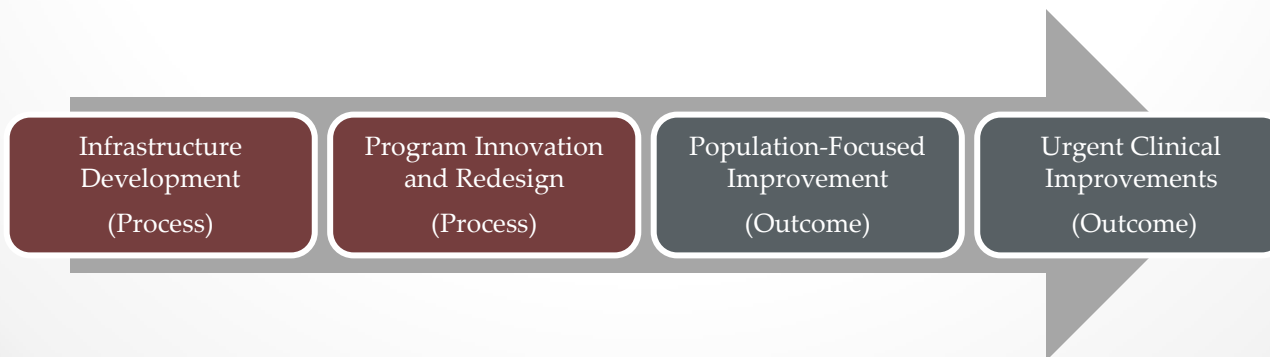 Infrastructure
Development
(Process)
Program Innovation
and Redesign
(Process)
Population-Focused
Improvement
(Outcome)
Urgent Clinical
Improvements
(Outcome)